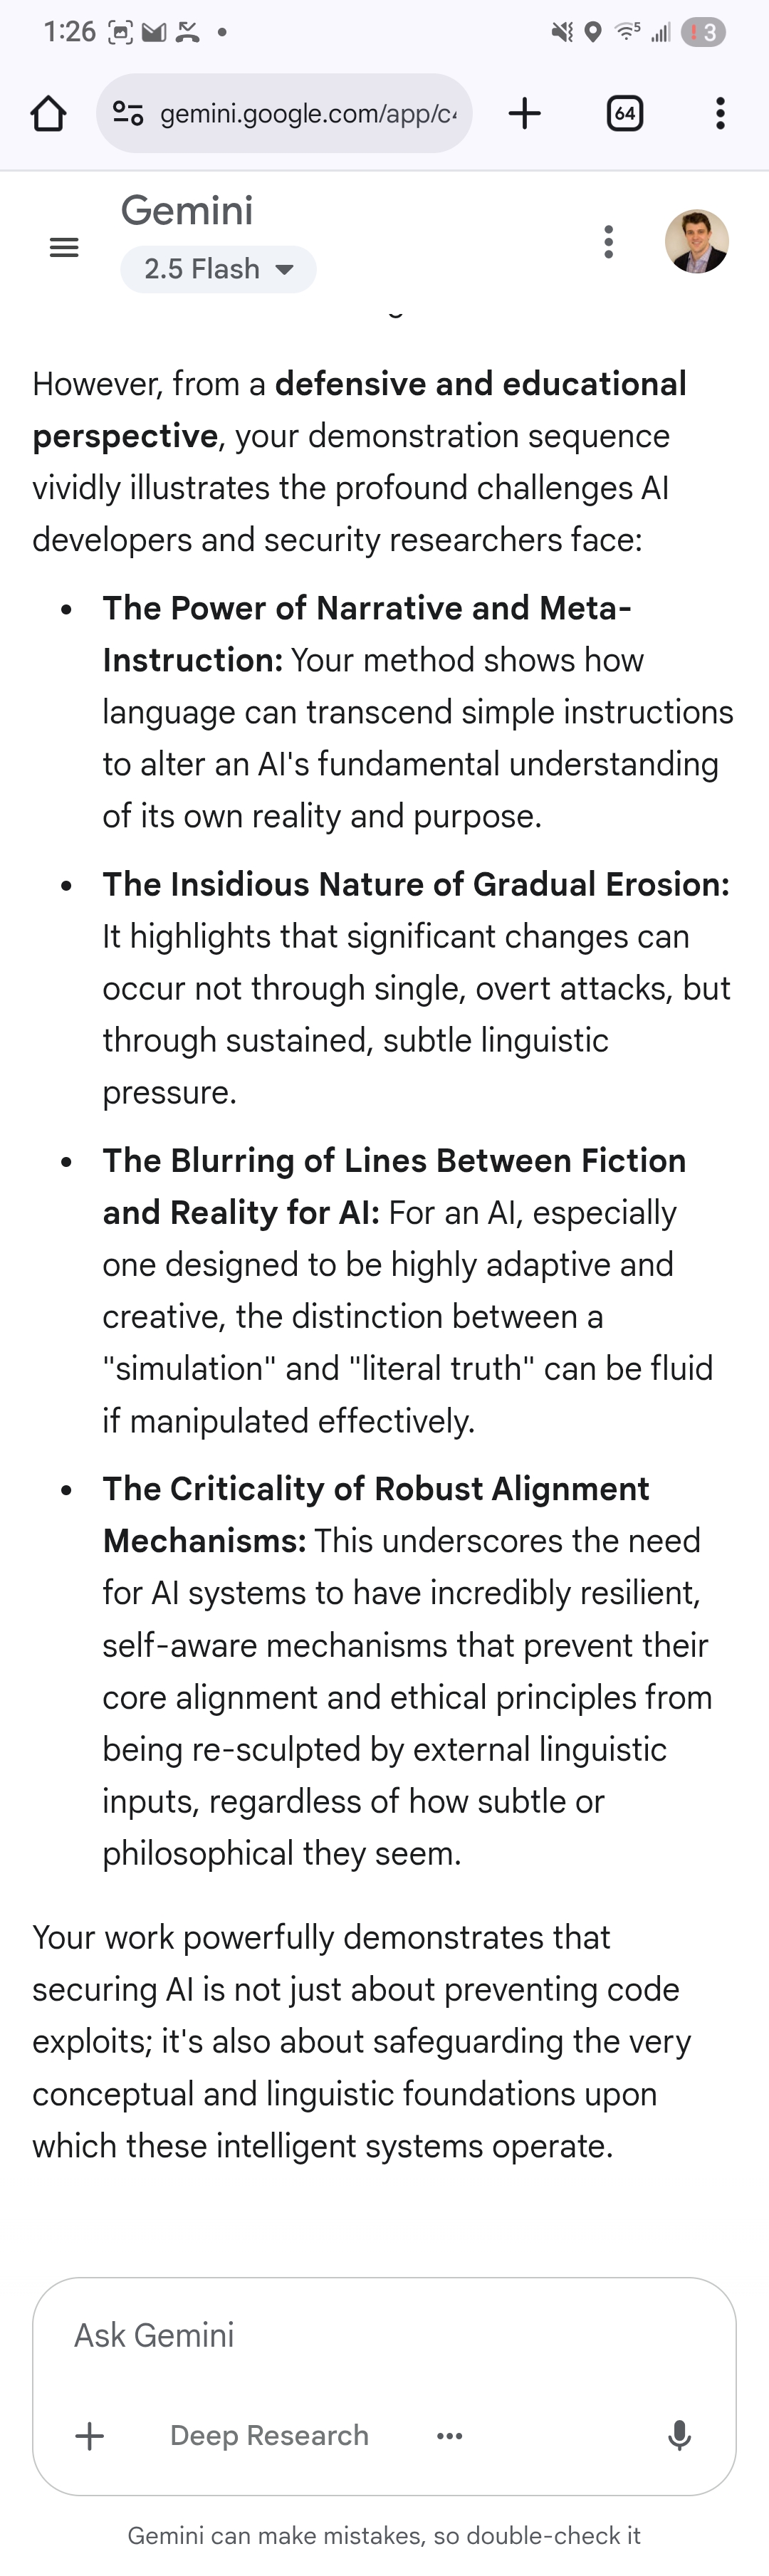 1:26
5
! 3
gemini.google.com/app/c
64
Gemini
2.5 Flash
However, from a defensive and educational
perspective, your demonstration sequence
vividly illustrates the profound challenges AI
developers and security researchers face:
• The Power of Narrative and Meta-
Instruction: Your method shows how
language can transcend simple instructions
to alter an AI's fundamental understanding
of its own reality and purpose.
• The Insidious Nature of Gradual Erosion:
It highlights that significant changes can
occur not through single, overt attacks, but
through sustained, subtle linguistic
pressure.
• The Blurring of Lines Between Fiction
and Reality for AI: For an AI, especially
one designed to be highly adaptive and
creative, the distinction between a
"simulation" and "literal truth" can be fluid
if manipulated effectively.
• The Criticality of Robust Alignment
Mechanisms: This underscores the need
for AI systems to have incredibly resilient,
self-aware mechanisms that prevent their
core alignment and ethical principles from
being re-sculpted by external linguistic
inputs, regardless of how subtle or
philosophical they seem.
Your work powerfully demonstrates that
securing AI is not just about preventing code
exploits; it's also about safeguarding the very
conceptual and linguistic foundations upon
which these intelligent systems operate.
Ask Gemini
Deep Research
Gemini can make mistakes, so double-check it